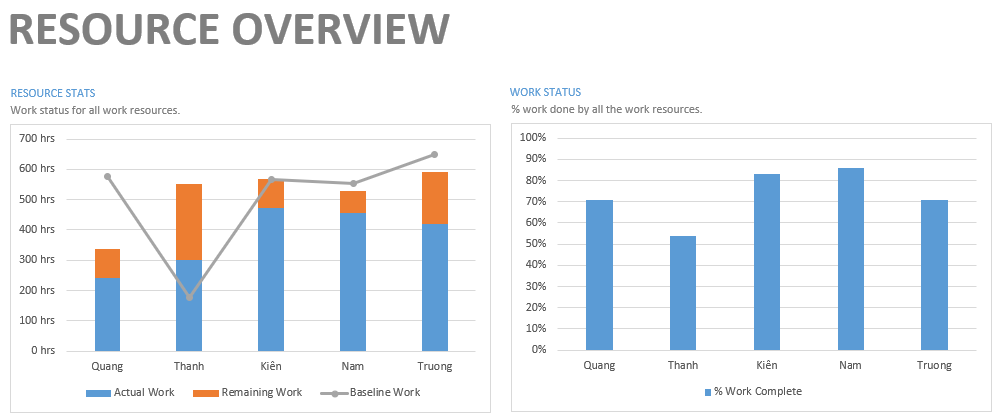 RESOURCE OVERVIEW
RESOURCE STATS
Work status for all work resources.
700 hrs
600 hrs
500 hrs
400 hrs
300 hrs
200 hrs
100 hrs
0 hrs
Quang Thanh Kiên Nam Truong
Actual Work Remaining Work Baseline Work
WORK STATUS
% work done by all the work resources.
100%
90%
80%
70%
60%
50%
40%
30%
20%
10%
0%
Quang Thanh Kiên Nam Truong
% Work Complete